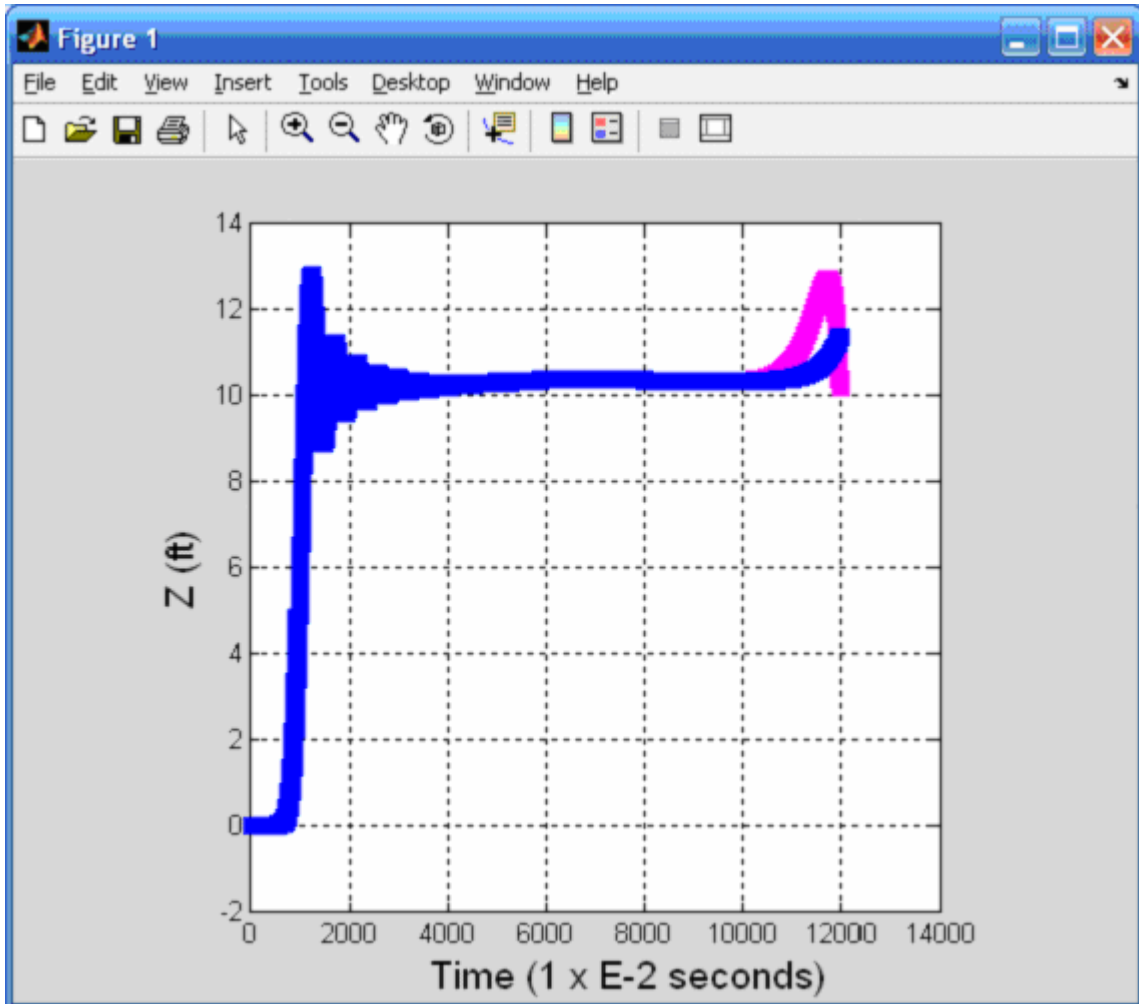 Figure 1
File Edit View Insert Tools Desktop Window Help
14
12
10
8
6
4
2
0
-2
Z (ft)
0 2000 4000 6000 8000 10000 12000 14000
Time (1 x E-2 seconds)